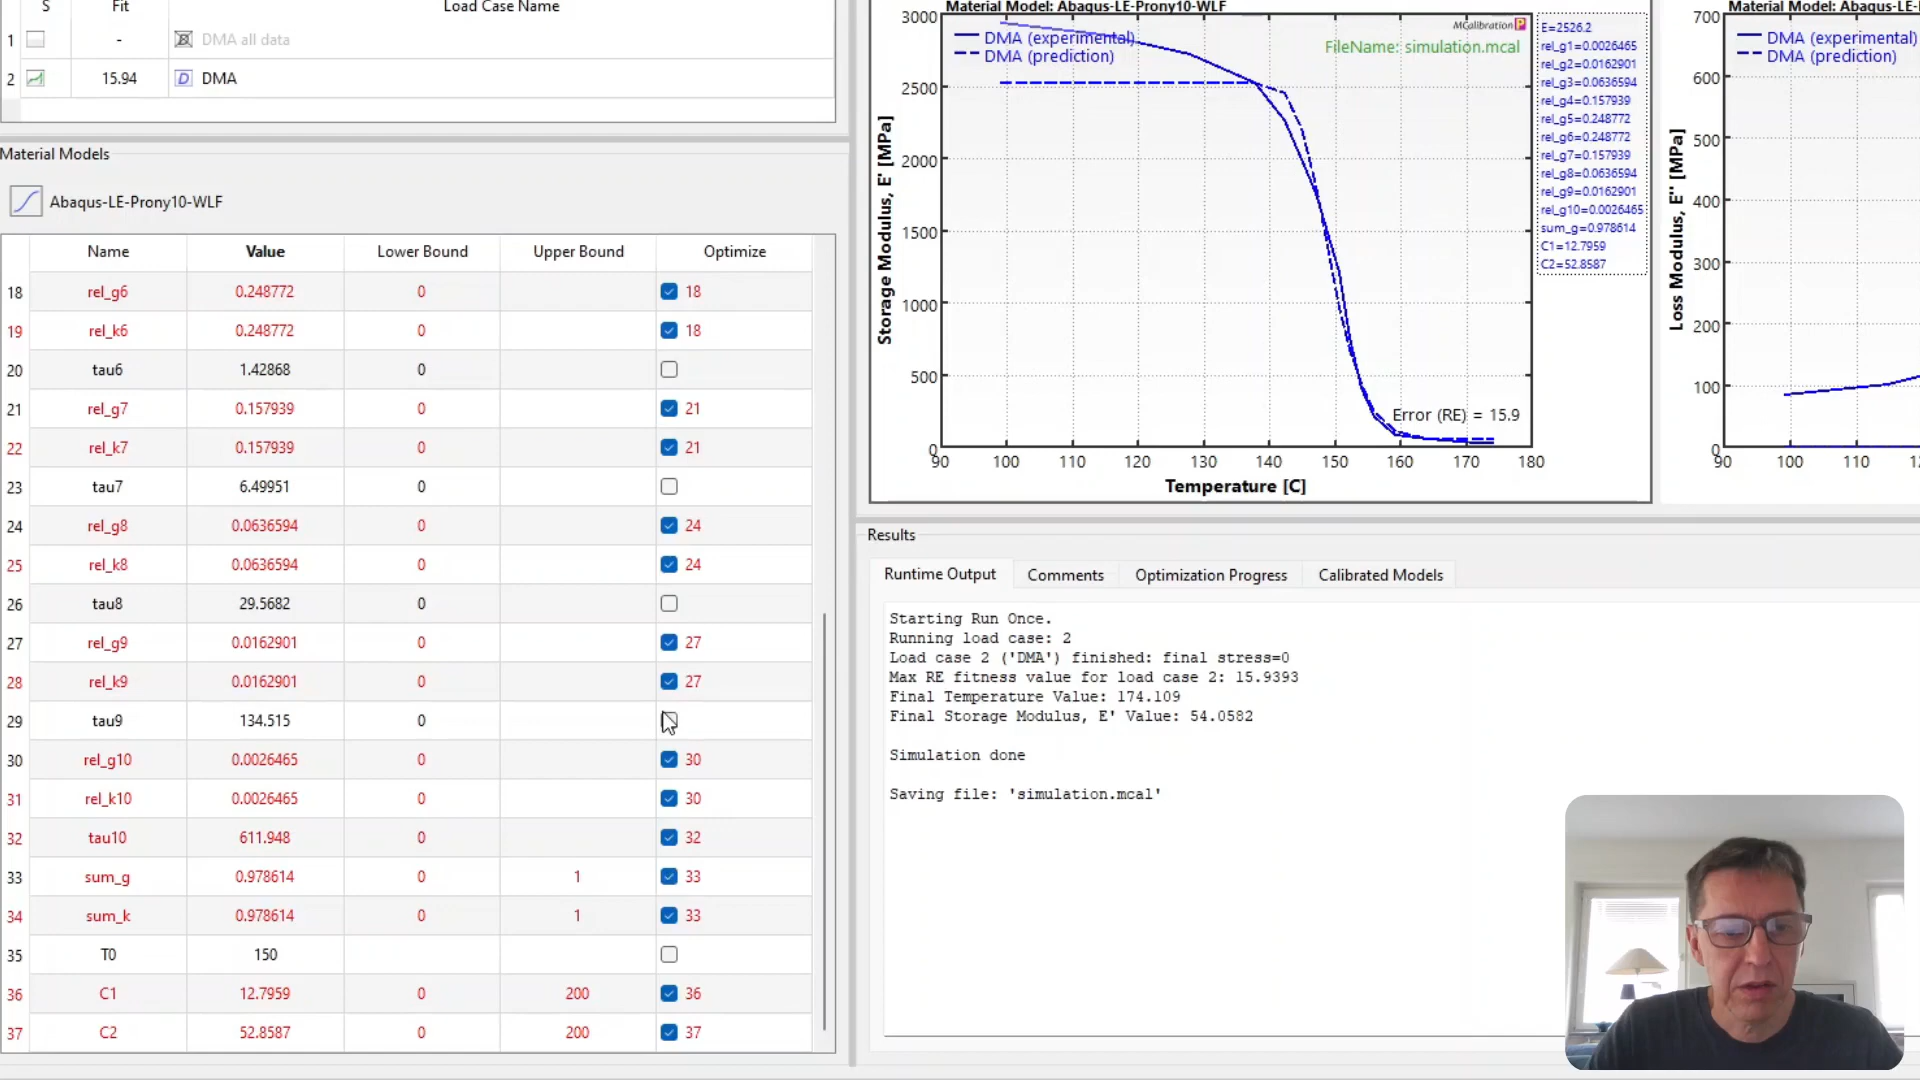 S Fit Load Case Name
1 - DMA all data
2 15.94 D DMA
Material Models
Abaqus-LE-Prony10-WLF
Name Value Lower Bound Upper Bound Optimize
18 rel_g6 0.248772 0 18
19 rel_k6 0.248772 0 18
20 tau6 1.42868 0
21 rel_g7 0.157939 0 21
22 rel_k7 0.157939 0 21
23 tau7 6.49951 0
24 rel_g8 0.0636594 0 24
25 rel_k8 0.0636594 0 24
26 tau8 29.5682 0
27 rel_g9 0.0162901 0 27
28 rel_k9 0.0162901 0 27
29 tau9 134.515 0
30 rel_g10 0.0026465 0 30
31 rel_k10 0.0026465 0 30
32 tau10 611.948 0 32
33 sum_g 0.978614 0 1 33
34 sum_k 0.978614 0 1 33
35 T0 150
36 C1 12.7959 0 200 36
37 C2 52.8587 0 200 37
Material Model: Abaqus-LE-Prony10-WLF
MCalibration P
FileName: simulation.mcal
DMA (experimental)
DMA (prediction)
Storage Modulus, E' [MPa]
3000
2500
2000
1500
1000
500
0
90 100 110 120 130 140 150 160 170 180
Temperature [C]
Error (RE) = 15.9
E=2526.2
rel_g1=0.0026465
rel_g2=0.0162901
rel_g3=0.0636594
rel_g4=0.157939
rel_g5=0.248772
rel_g6=0.248772
rel_g7=0.157939
rel_g8=0.0636594
rel_g9=0.0162901
rel_g10=0.0026465
sum_g=0.978614
C1=12.7959
C2=52.8587
Material Model: Abaqus-LE-
DMA (experimental)
DMA (prediction)
Loss Modulus, E'' [MPa]
700
600
500
400
300
200
100
0
90 100 110
Results
Runtime Output Comments Optimization Progress Calibrated Models
Starting Run Once.
Running load case: 2
Load case 2 ('DMA') finished: final stress=0
Max RE fitness value for load case 2: 15.9393
Final Temperature Value: 174.109
Final Storage Modulus, E' Value: 54.0582
Simulation done
Saving file: 'simulation.mcal'